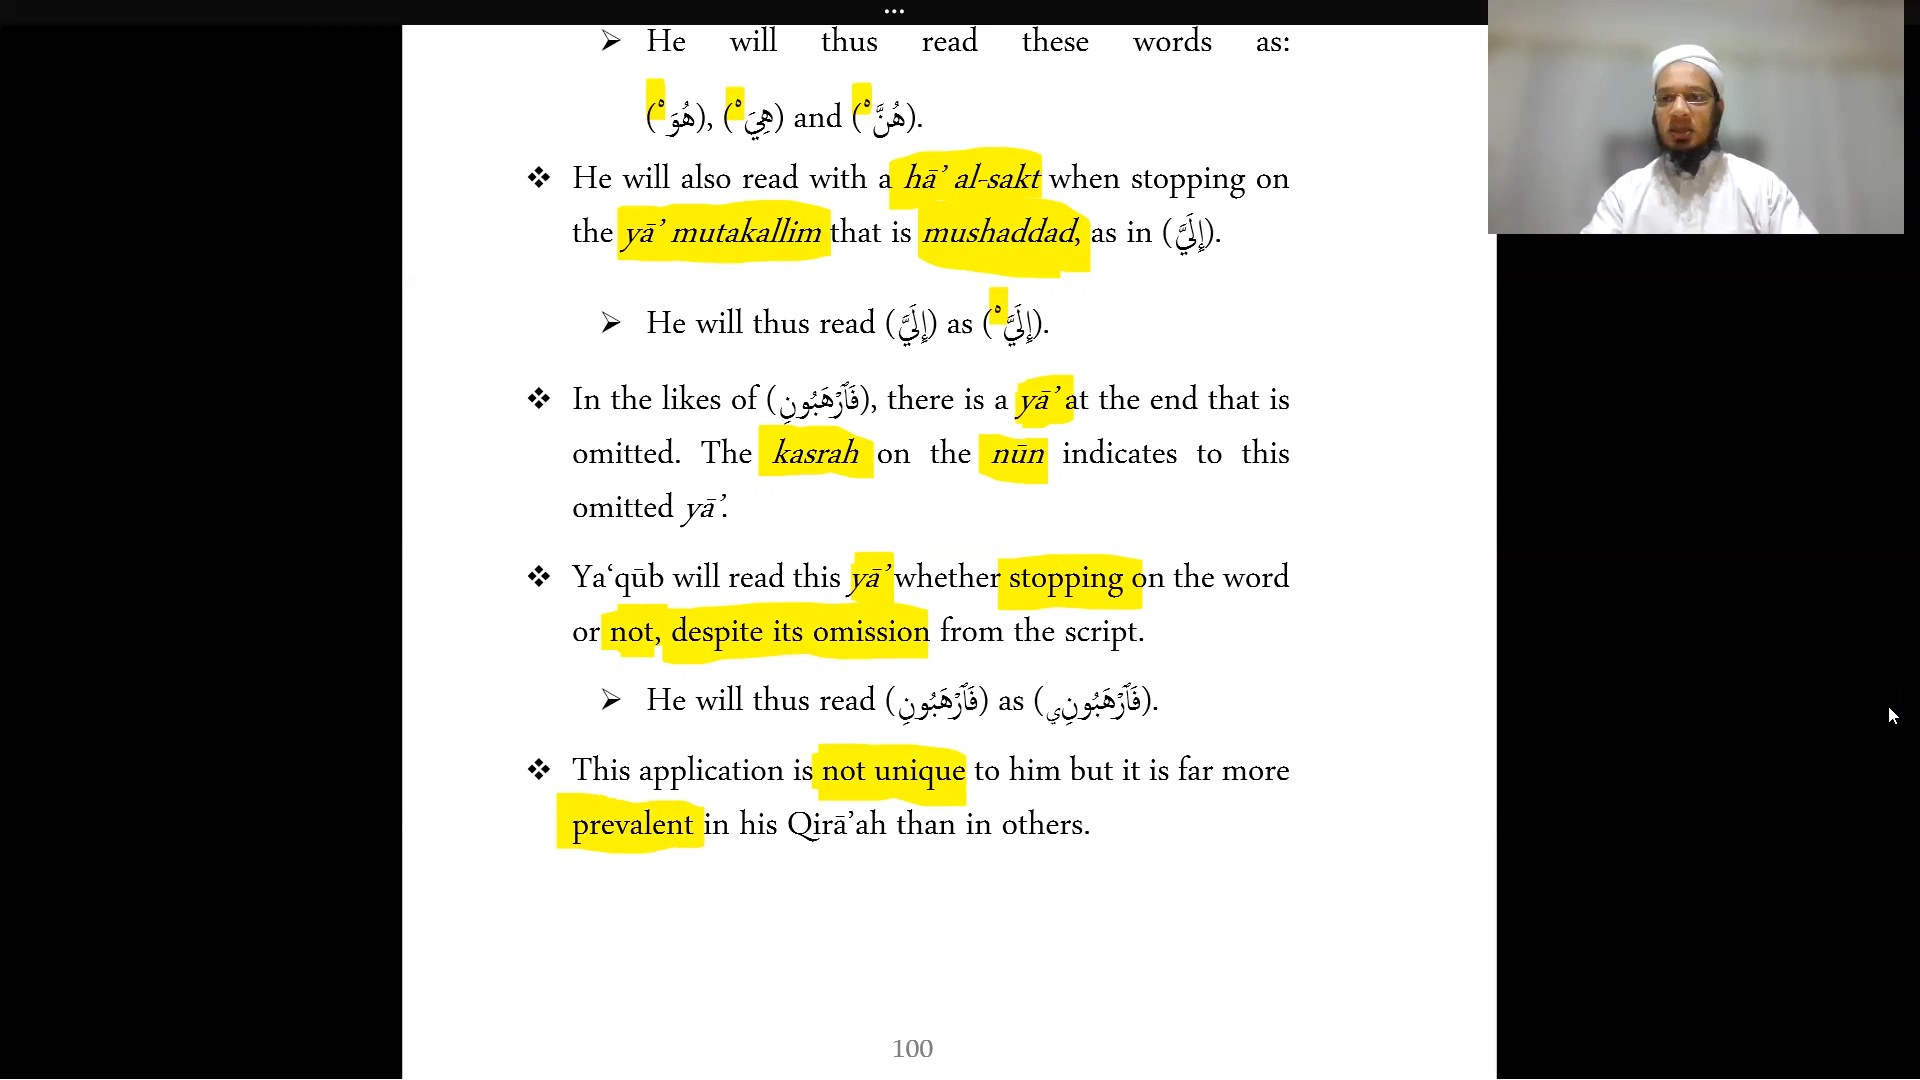 ...
➢ He will thus read these words as:
(هُوَهْ), (هِيَهْ) and (هُنَّهْ).
❖ He will also read with a hā’ al-sakt when stopping on
the yā’ mutakallim that is mushaddad, as in (إِلَيَّ).
➢ He will thus read (إِلَيَّ) as (إِلَيَّهْ).
❖ In the likes of (فَٱرْهَبُونِ), there is a yā’ at the end that is
omitted. The kasrah on the nūn indicates to this
omitted yā’.
❖ Ya‘qūb will read this yā’ whether stopping on the word
or not, despite its omission from the script.
➢ He will thus read (فَٱرْهَبُونِ) as (فَٱرْهَبُونِي).
❖ This application is not unique to him but it is far more
prevalent in his Qirā’ah than in others.
100